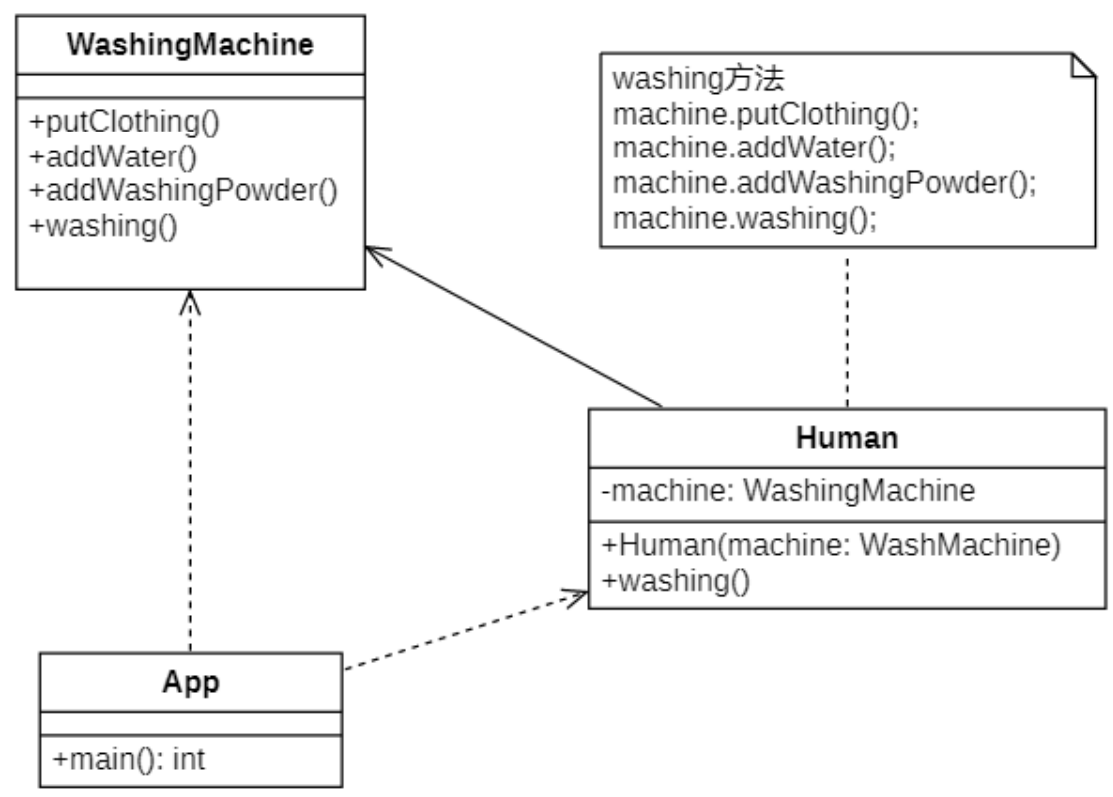 WashingMachine
+putClothing()
+addWater()
+addWashingPowder()
+washing()
washing方法
machine.putClothing();
machine.addWater();
machine.addWashingPowder();
machine.washing();
Human
-machine: WashingMachine
+Human(machine: WashMachine)
+washing()
App
+main(): int